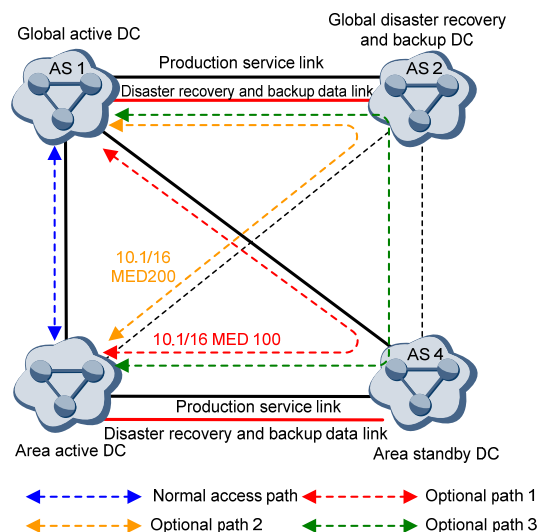 Global active DC
Global disaster recovery
and backup DC
AS 1
Production service link
AS 2
Disaster recovery and backup data link
10.1/16
MED200
10.1/16 MED 100
AS 4
Production service link
Disaster recovery and backup data link
Area active DC
Area standby DC
Normal access path
Optional path 1
Optional path 2
Optional path 3